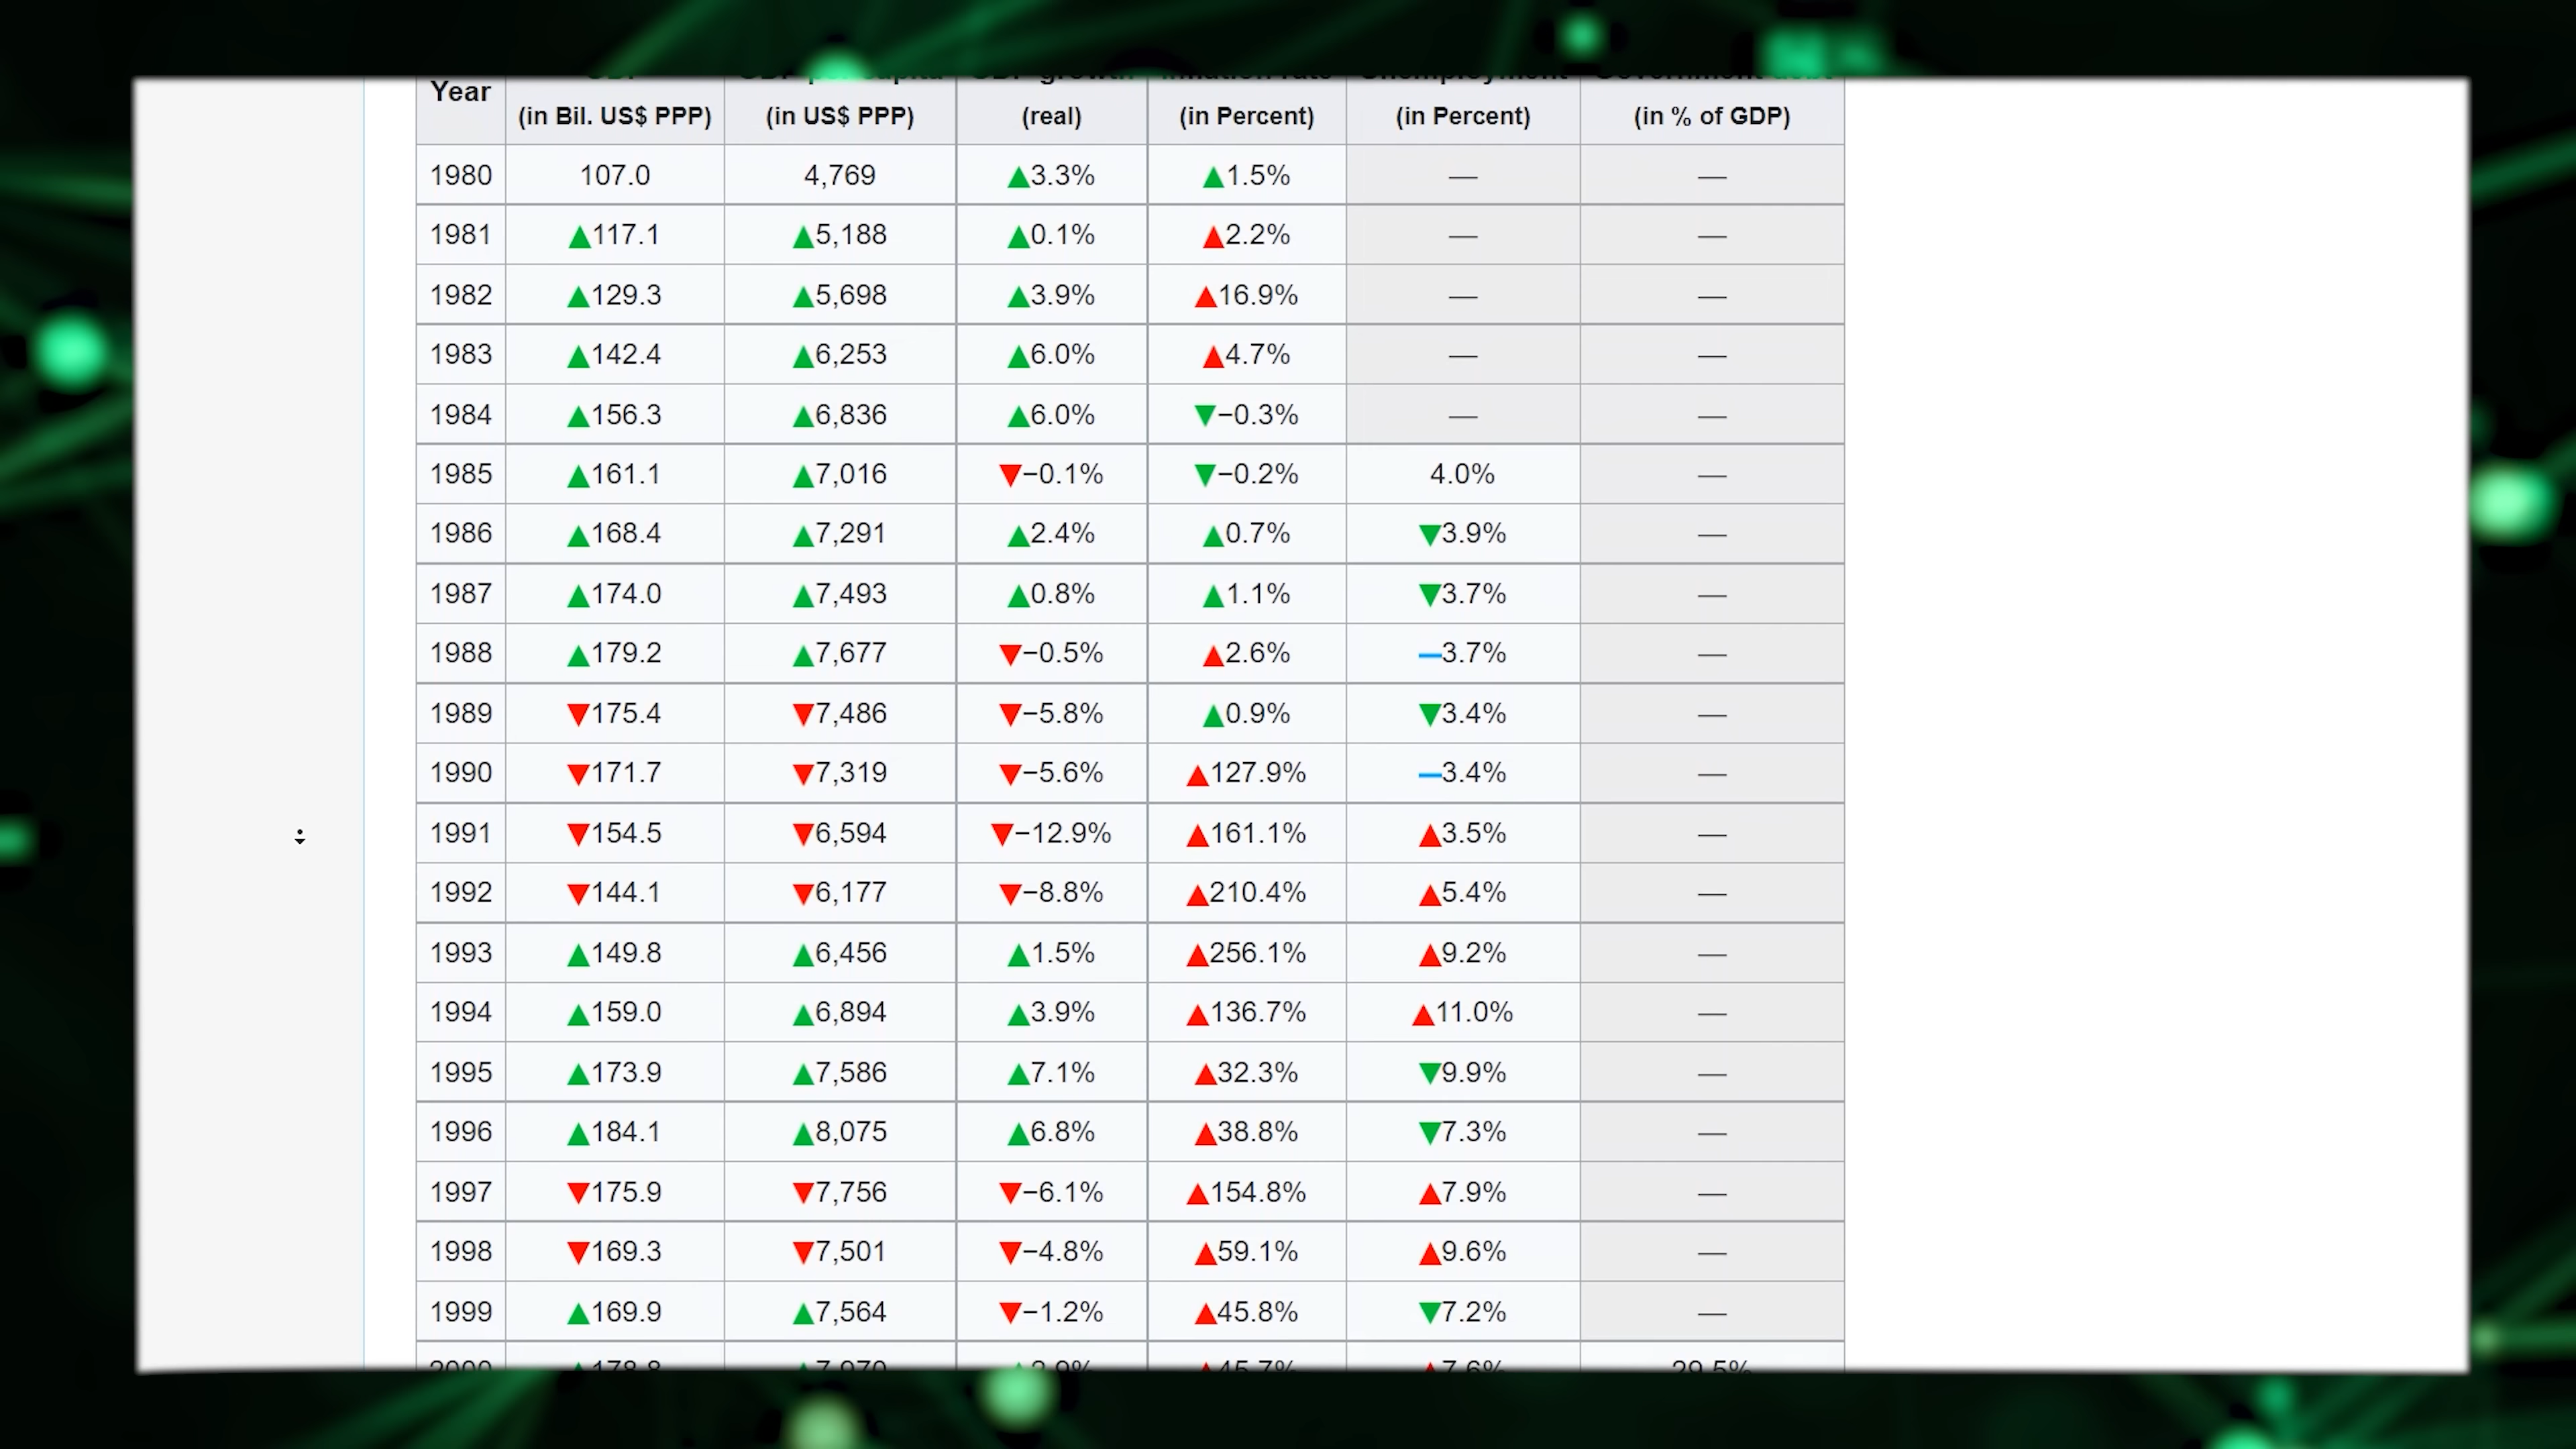 Year
(in Bil. US$ PPP) (in US$ PPP) (real) (in Percent) (in Percent) (in % of GDP)
1980 107.0 4,769 ▲3.3% ▲1.5% — —
1981 ▲117.1 ▲5,188 ▲0.1% ▲2.2% — —
1982 ▲129.3 ▲5,698 ▲3.9% ▲16.9% — —
1983 ▲142.4 ▲6,253 ▲6.0% ▲4.7% — —
1984 ▲156.3 ▲6,836 ▲6.0% ▼−0.3% — —
1985 ▲161.1 ▲7,016 ▼−0.1% ▼−0.2% 4.0% —
1986 ▲168.4 ▲7,291 ▲2.4% ▲0.7% ▼3.9% —
1987 ▲174.0 ▲7,493 ▲0.8% ▲1.1% ▼3.7% —
1988 ▲179.2 ▲7,677 ▼−0.5% ▲2.6% —3.7% —
1989 ▼175.4 ▼7,486 ▼−5.8% ▲0.9% ▼3.4% —
1990 ▼171.7 ▼7,319 ▼−5.6% ▲127.9% —3.4% —
1991 ▼154.5 ▼6,594 ▼−12.9% ▲161.1% ▲3.5% —
1992 ▼144.1 ▼6,177 ▼−8.8% ▲210.4% ▲5.4% —
1993 ▲149.8 ▲6,456 ▲1.5% ▲256.1% ▲9.2% —
1994 ▲159.0 ▲6,894 ▲3.9% ▲136.7% ▲11.0% —
1995 ▲173.9 ▲7,586 ▲7.1% ▲32.3% ▼9.9% —
1996 ▲184.1 ▲8,075 ▲6.8% ▲38.8% ▼7.3% —
1997 ▼175.9 ▼7,756 ▼−6.1% ▲154.8% ▲7.9% —
1998 ▼169.3 ▼7,501 ▼−4.8% ▲59.1% ▲9.6% —
1999 ▲169.9 ▲7,564 ▼−1.2% ▲45.8% ▼7.2% —